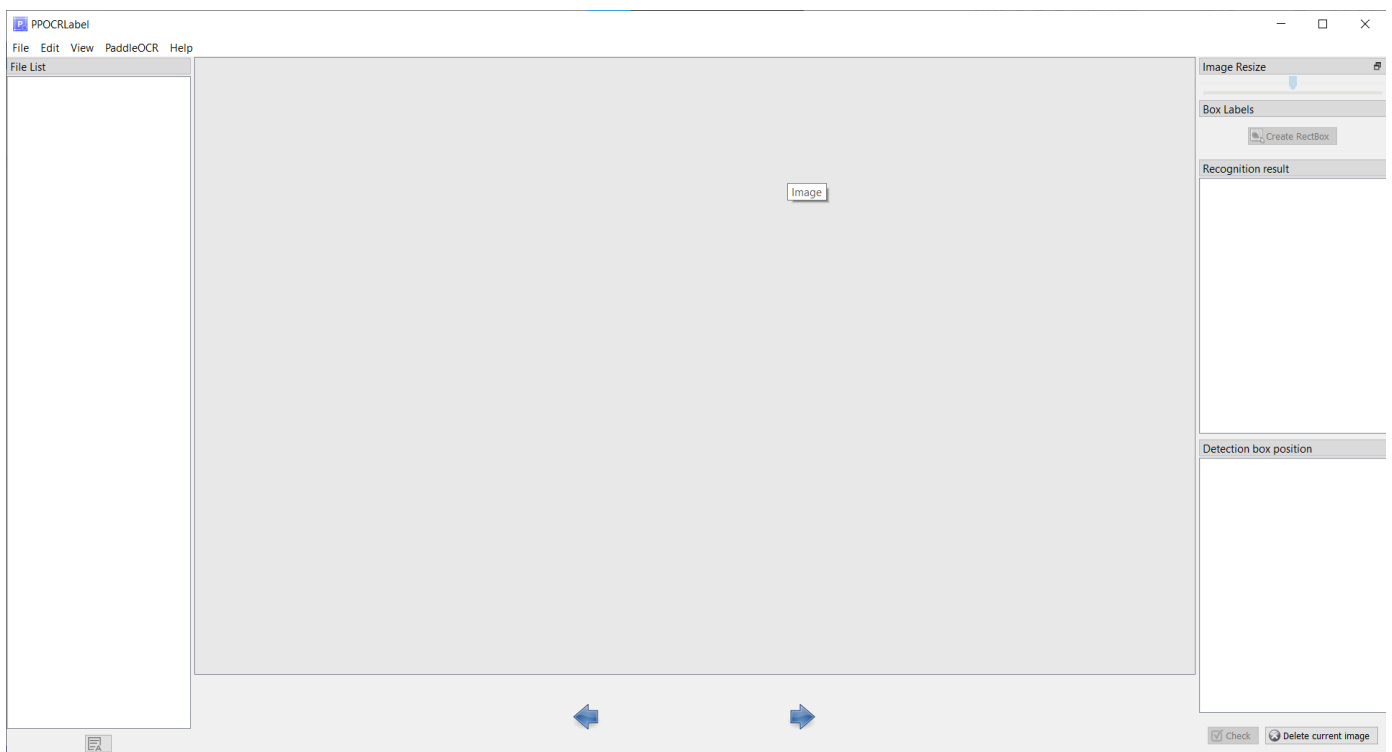 PPOCRLabel
File Edit View PaddleOCR Help
File List
Image Resize
Box Labels
Create RectBox
Recognition result
Image
Detection box position
Check Delete current image